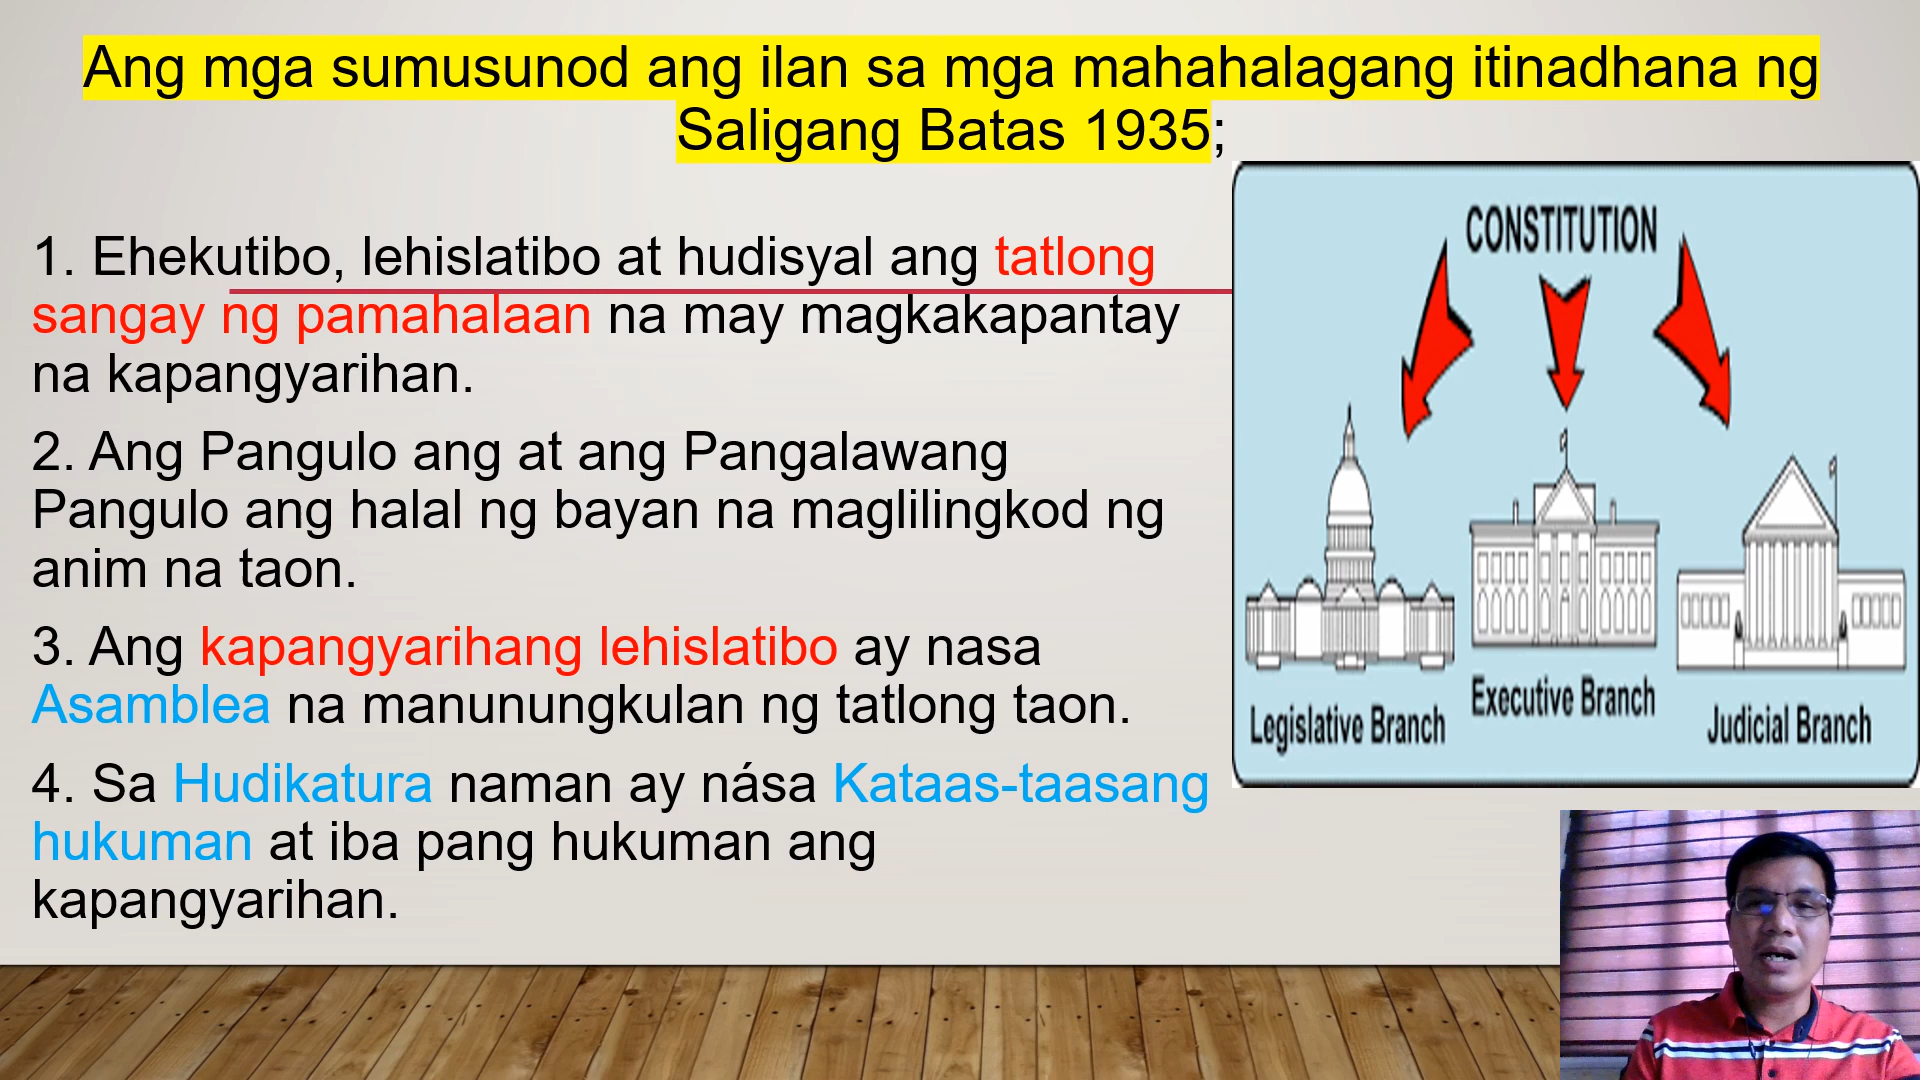 Ang mga sumusunod ang ilan sa mga mahahalagang itinadhana ng
Saligang Batas 1935;
1. Ehekutibo, lehislatibo at hudisyal ang tatlong
sangay ng pamahalaan na may magkakapantay
na kapangyarihan.
2. Ang Pangulo ang at ang Pangalawang
Pangulo ang halal ng bayan na maglilingkod ng
anim na taon.
3. Ang kapangyarihang lehislatibo ay nasa
Asamblea na manunungkulan ng tatlong taon.
4. Sa Hudikatura naman ay nása Kataas-taasang
hukuman at iba pang hukuman ang
kapangyarihan.
CONSTITUTION
Legislative Branch
Executive Branch
Judicial Branch